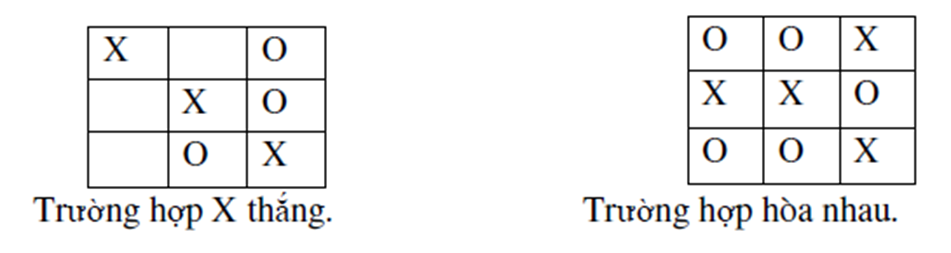 X O
X O
O X
Trường hợp X thắng.
O O X
X X O
O O X
Trường hợp hòa nhau.